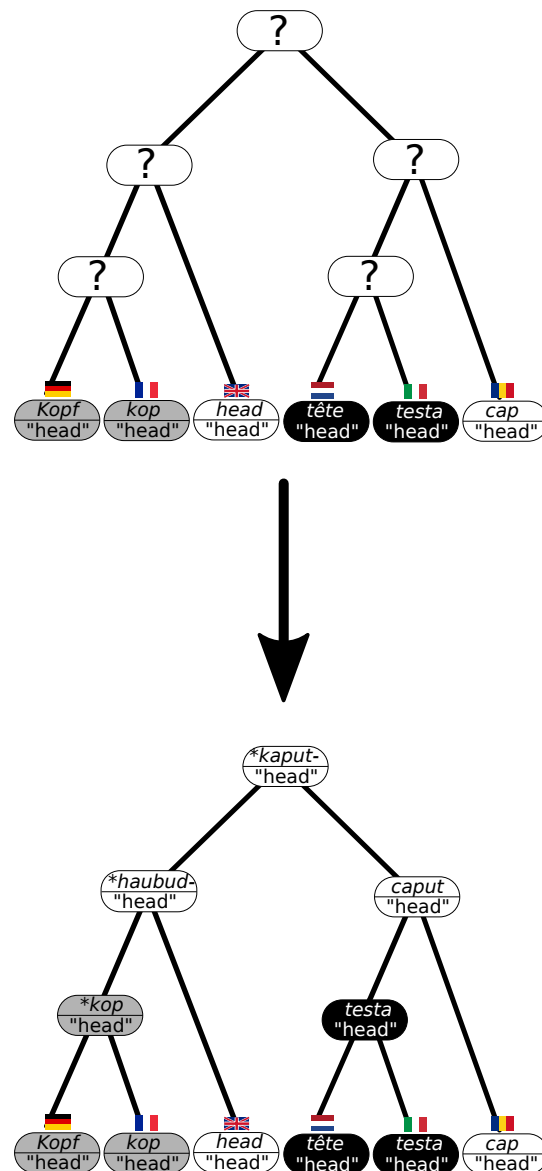 ?
? ?
? ?
Kopf kop head tête testa cap
"head" "head" "head" "head" "head" "head"
*kaput-
"head"
*haubud- caput
"head" "head"
*kop testa
"head" "head"
Kopf kop head tête testa cap
"head" "head" "head" "head" "head" "head"